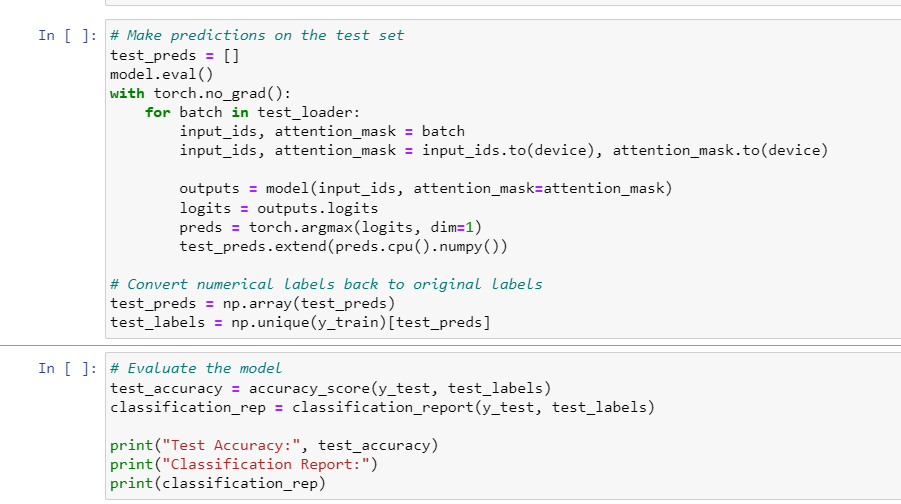 In [ ]: # Make predictions on the test set
test_preds = []
model.eval()
with torch.no_grad():
    for batch in test_loader:
        input_ids, attention_mask = batch
        input_ids, attention_mask = input_ids.to(device), attention_mask.to(device)

        outputs = model(input_ids, attention_mask=attention_mask)
        logits = outputs.logits
        preds = torch.argmax(logits, dim=1)
        test_preds.extend(preds.cpu().numpy())

# Convert numerical labels back to original labels
test_preds = np.array(test_preds)
test_labels = np.unique(y_train)[test_preds]
In [ ]: # Evaluate the model
test_accuracy = accuracy_score(y_test, test_labels)
classification_rep = classification_report(y_test, test_labels)

print("Test Accuracy:", test_accuracy)
print("Classification Report:")
print(classification_rep)